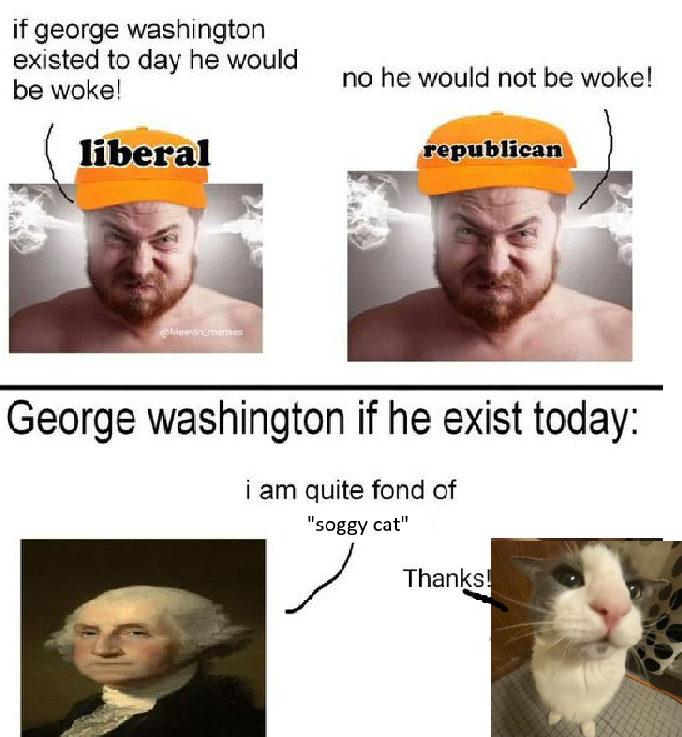 if george washington
existed to day he would
be woke!
no he would not be woke!
liberal
republican
@Meevin_memes
George washington if he exist today:
i am quite fond of
"soggy cat"
Thanks!